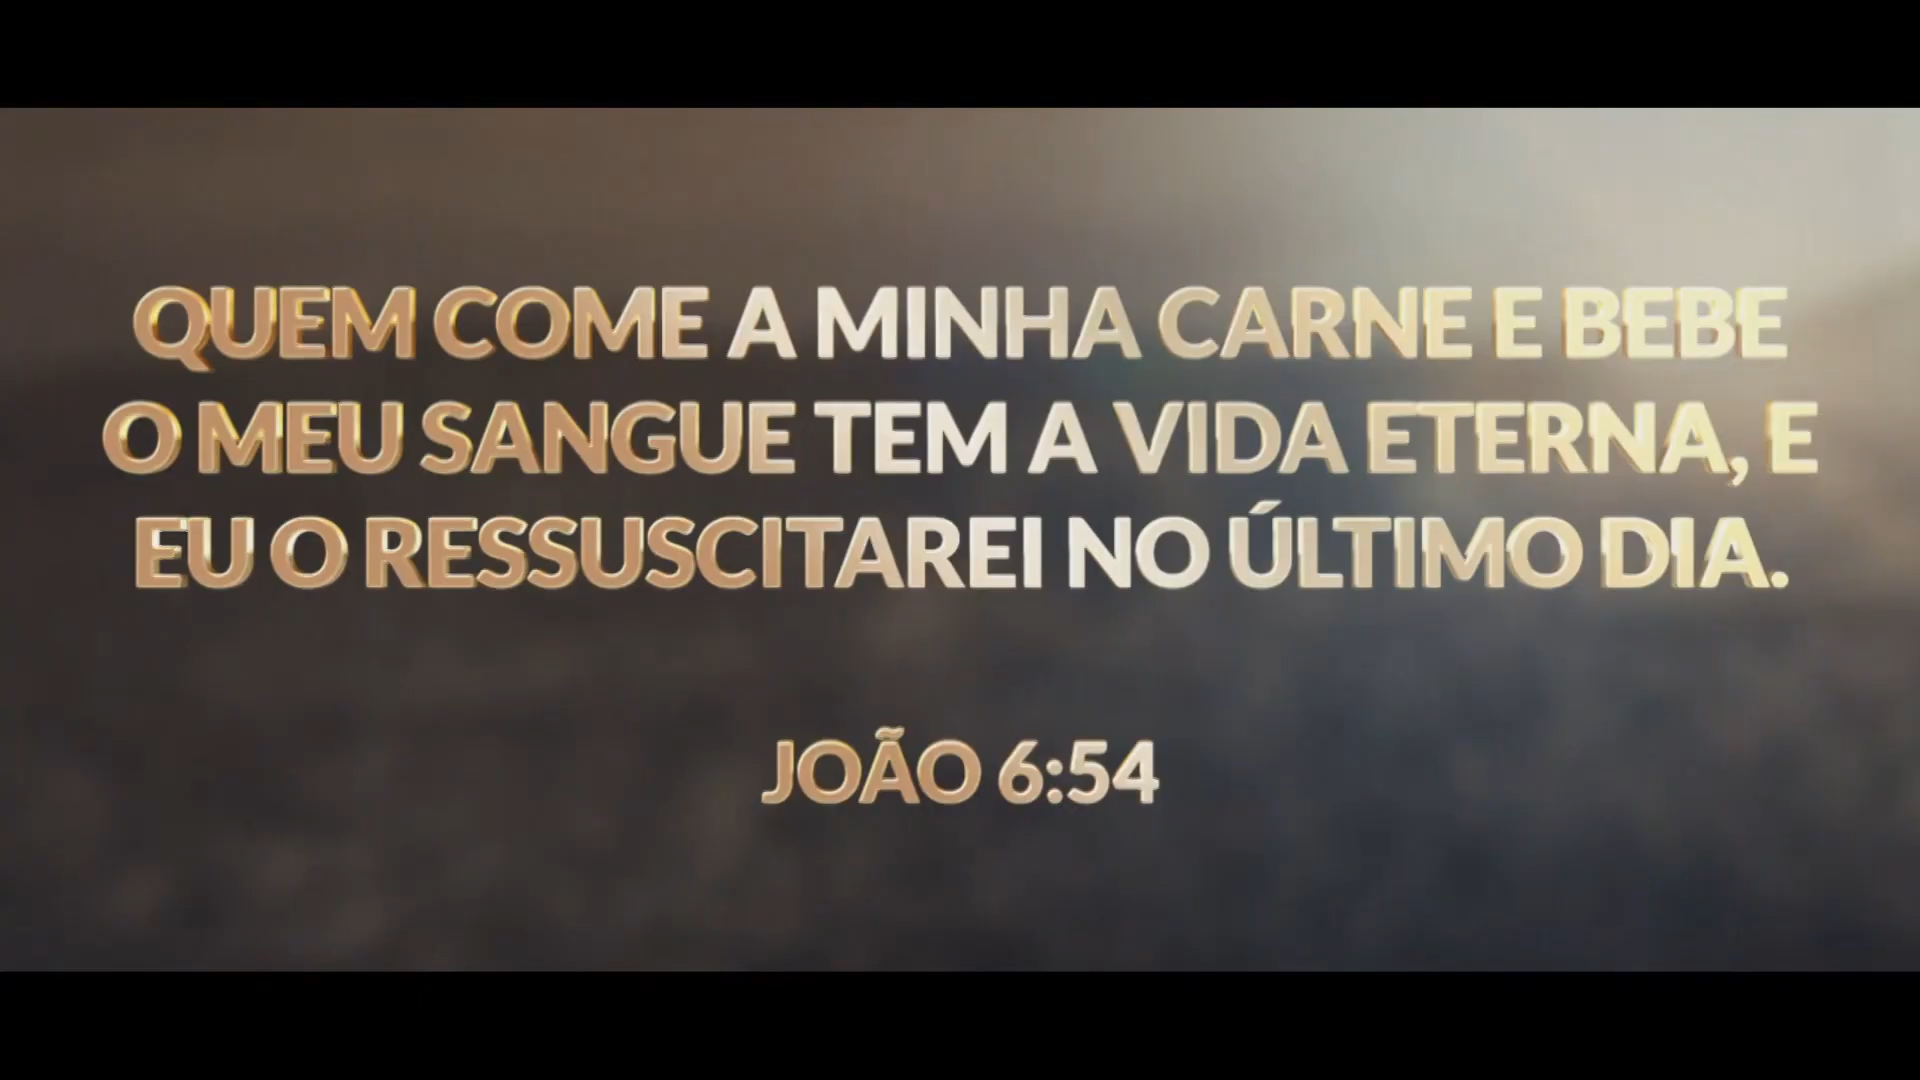 QUEM COME A MINHA CARNE E BEBE
O MEU SANGUE TEM A VIDA ETERNA, E
EU O RESSUSCITAREI NO ÚLTIMO DIA.
JOÃO 6:54